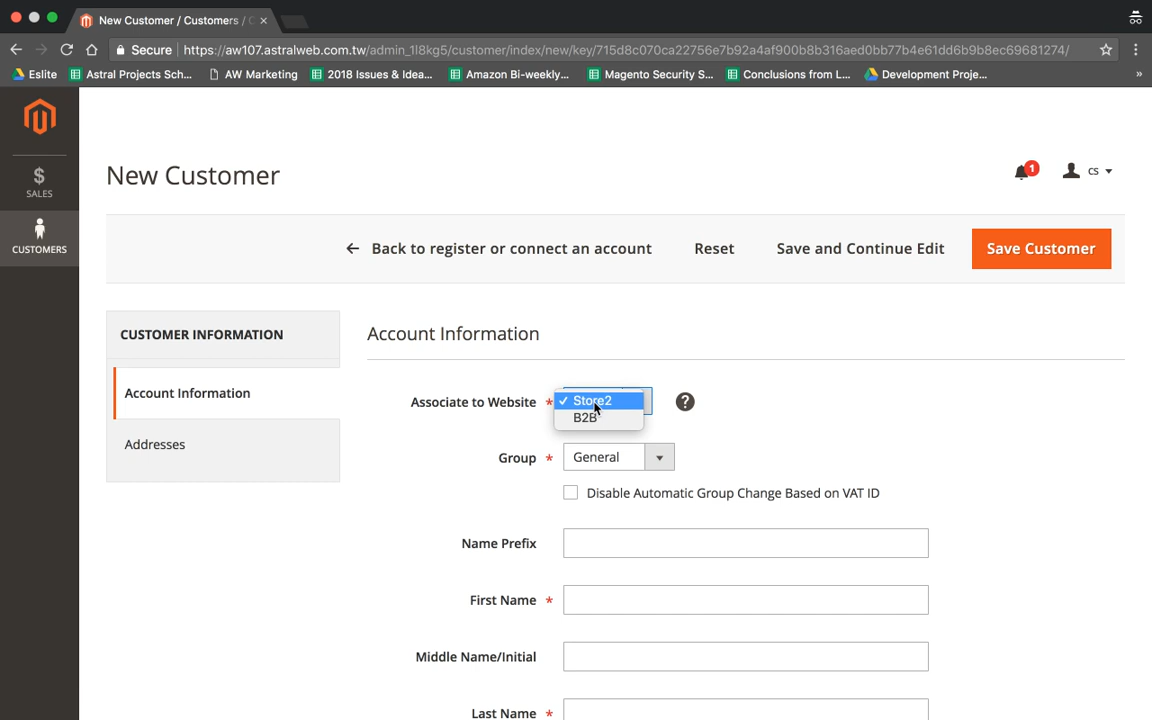 New Customer / Customers / C
Secure
https://aw107.astralweb.com.tw/admin_1l8kg5/customer/index/new/key/715d8c070ca22756e7b92a4af900b8b316aed0bb77b4e61dd6b9b8ec69681274/
Eslite
Astral Projects Sch...
AW Marketing
2018 Issues & Idea...
Amazon Bi-weekly...
Magento Security S...
Conclusions from L...
Development Proje...
»
SALES
CUSTOMERS
New Customer
1
cs
Back to register or connect an account
Reset
Save and Continue Edit
Save Customer
CUSTOMER INFORMATION
Account Information
Addresses
Account Information
Associate to Website *
✓ Store2
B2B
?
Group *
General
Disable Automatic Group Change Based on VAT ID
Name Prefix
First Name *
Middle Name/Initial
Last Name *